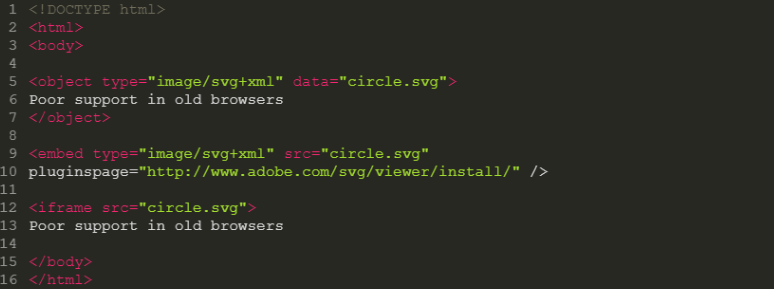 1 <!DOCTYPE html>
2 <html>
3 <body>
4
5 <object type="image/svg+xml" data="circle.svg">
6 Poor support in old browsers
7 </object>
8
9 <embed type="image/svg+xml" src="circle.svg"
10 pluginspage="http://www.adobe.com/svg/viewer/install/" />
11
12 <iframe src="circle.svg">
13 Poor support in old browsers
14
15 </body>
16 </html>